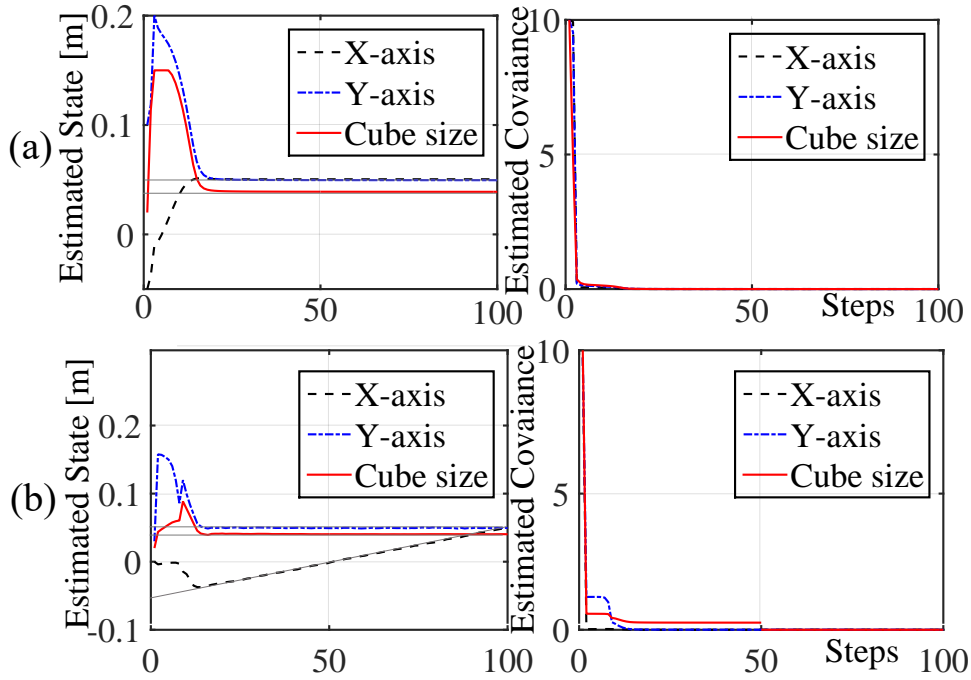 (a)
Estimated State [m]
0.2
0.1
0
0
50
100
X-axis
Y-axis
Cube size
Estimated Covaiance
10
5
0
0
50
100
Steps
X-axis
Y-axis
Cube size
(b)
Estimated State [m]
0.2
0.1
0
-0.1
0
50
100
X-axis
Y-axis
Cube size
Estimated Covaiance
10
5
0
0
50
100
Steps
X-axis
Y-axis
Cube size